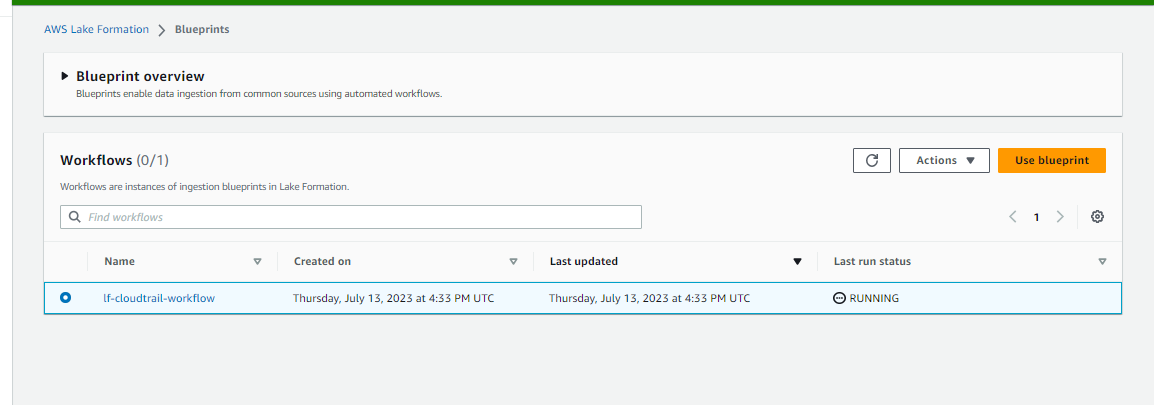 AWS Lake Formation > Blueprints
Blueprint overview
Blueprints enable data ingestion from common sources using automated workflows.
Workflows (0/1)
Actions
Use blueprint
Workflows are instances of ingestion blueprints in Lake Formation.
Find workflows
1
Name Created on Last updated Last run status
lf-cloudtrail-workflow Thursday, July 13, 2023 at 4:33 PM UTC Thursday, July 13, 2023 at 4:33 PM UTC RUNNING